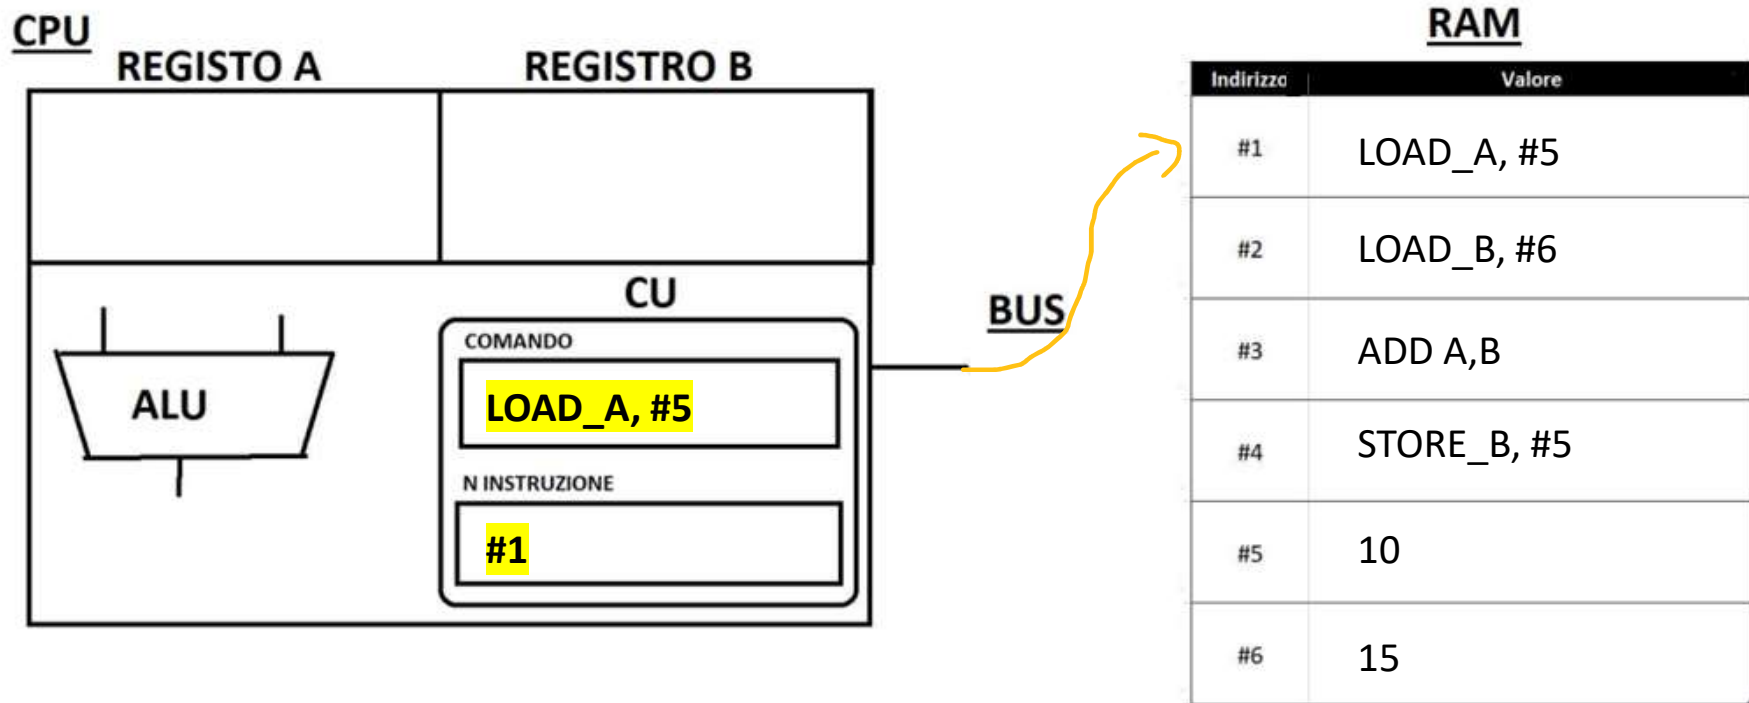 CPU
REGISTO A
REGISTRO B
CU
COMANDO
LOAD_A, #5
N INSTRUZIONE
#1
ALU
BUS
RAM
Indirizzo Valore
#1 LOAD_A, #5
#2 LOAD_B, #6
#3 ADD A,B
#4 STORE_B, #5
#5 10
#6 15